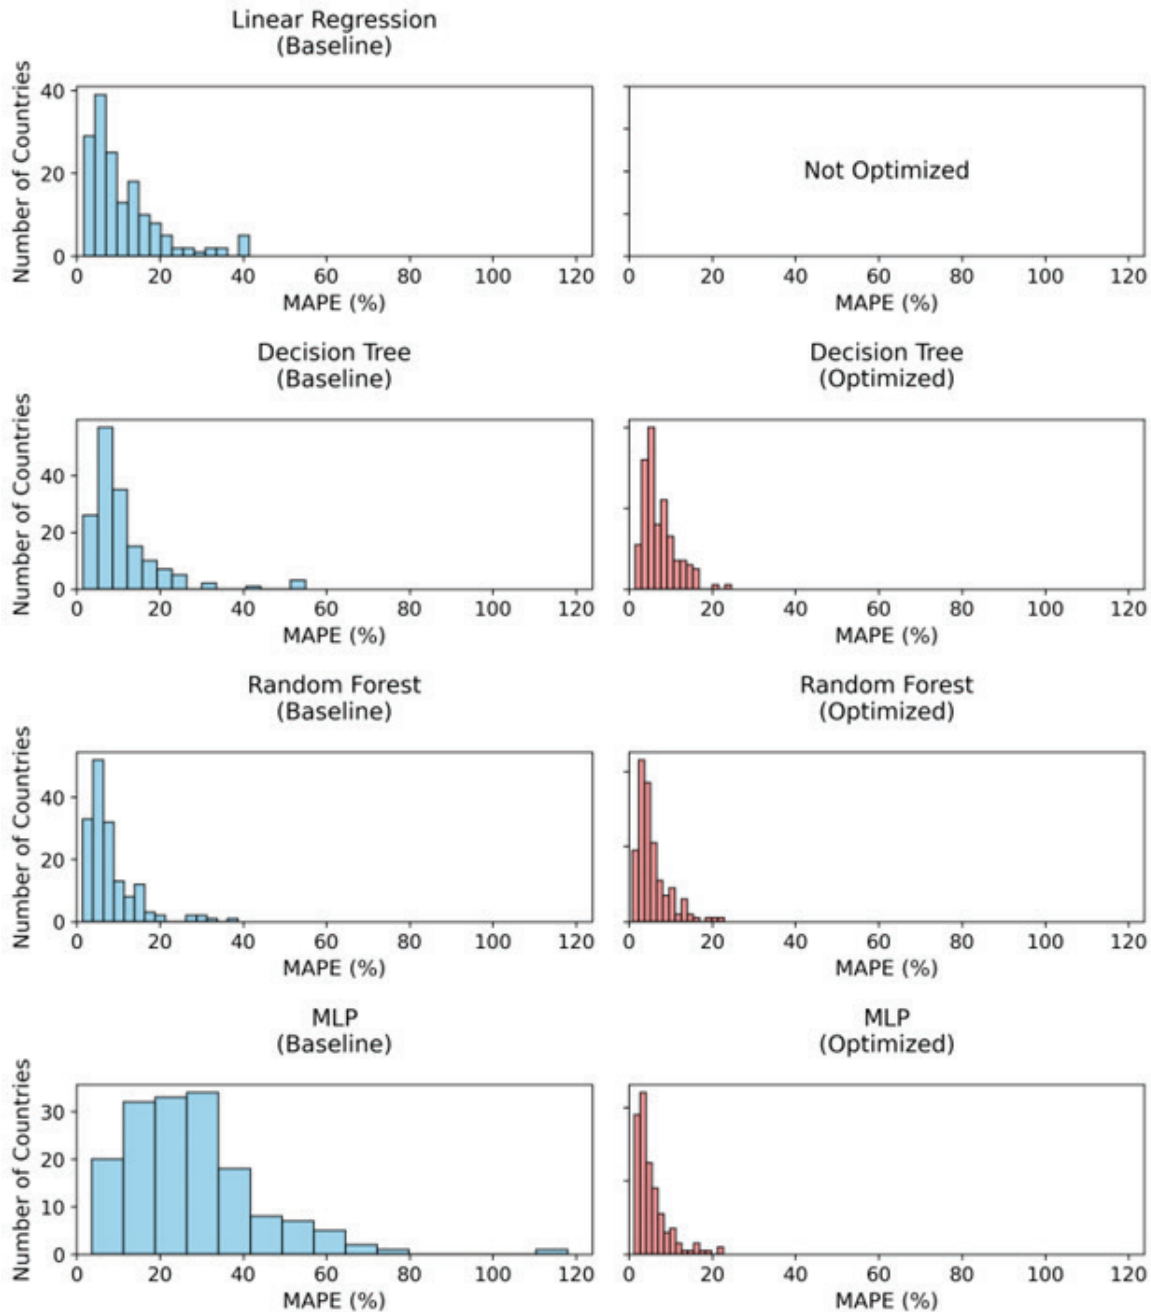 Linear Regression
(Baseline)
Number of Countries
40
20
0
0 20 40 60 80 100 120
MAPE (%)
Not Optimized
0 20 40 60 80 100 120
MAPE (%)
Decision Tree
(Baseline)
Number of Countries
40
20
0
0 20 40 60 80 100 120
MAPE (%)
Decision Tree
(Optimized)
0 20 40 60 80 100 120
MAPE (%)
Random Forest
(Baseline)
Number of Countries
40
20
0
0 20 40 60 80 100 120
MAPE (%)
Random Forest
(Optimized)
0 20 40 60 80 100 120
MAPE (%)
MLP
(Baseline)
Number of Countries
30
20
10
0
0 20 40 60 80 100 120
MAPE (%)
MLP
(Optimized)
0 20 40 60 80 100 120
MAPE (%)